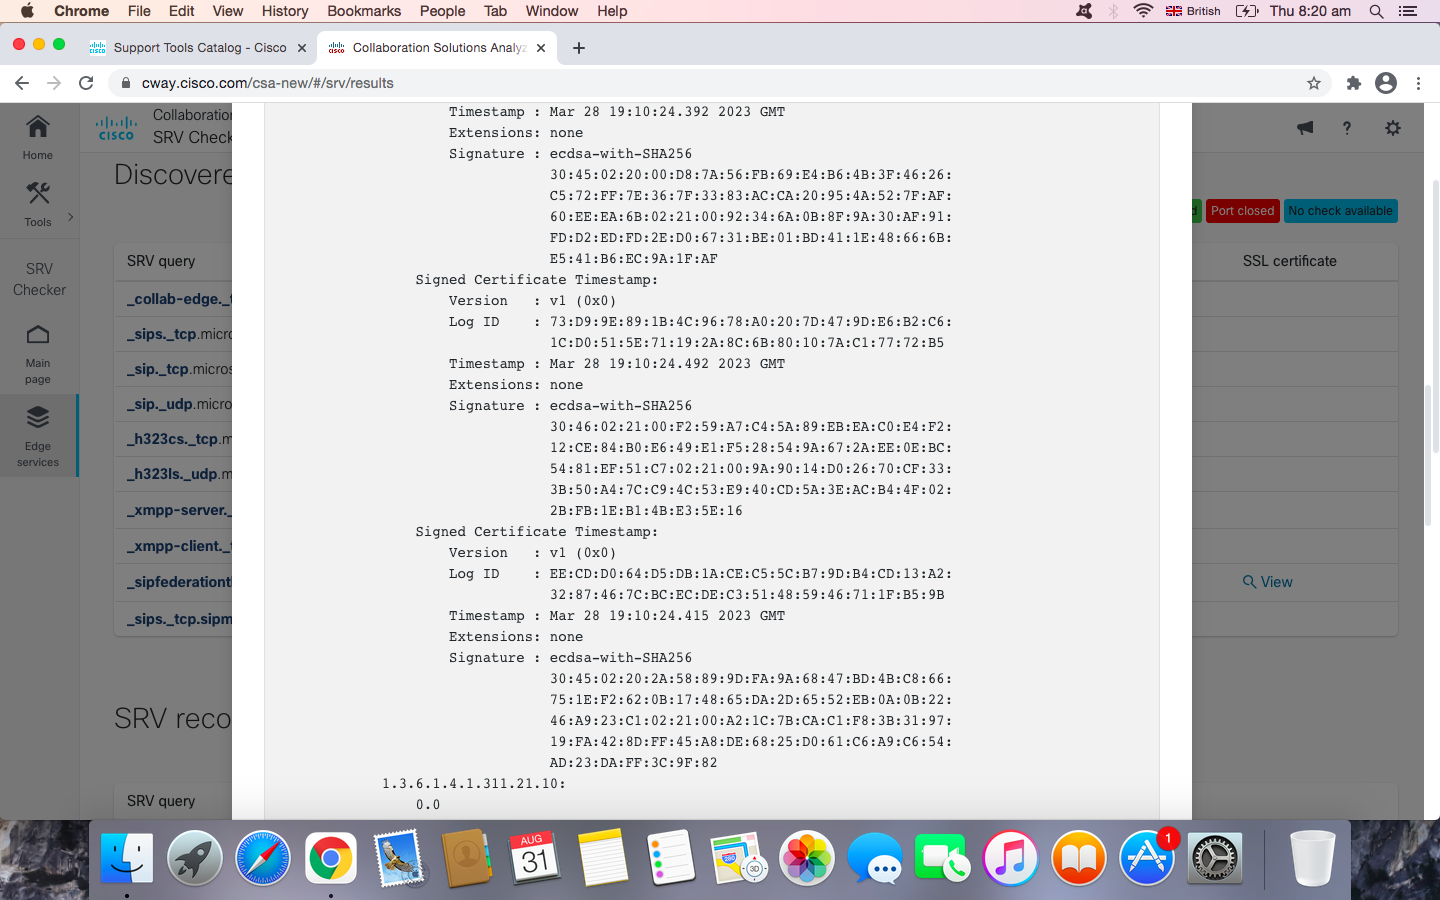 Chrome File Edit View History Bookmarks People Tab Window Help British Thu 8:20 am
Support Tools Catalog - Cisco Collaboration Solutions Analyz
cway.cisco.com/csa-new/#/srv/results
Home
Tools
SRV
Checker
Main
page
Edge
services
cisco
Collaboration
SRV Check
Discovere
d Port closed No check available
SRV query SSL certificate
_collab-edge._t
_sips._tcp.micro
_sip._tcp.micros
_sip._udp.micro
_h323cs._tcp.m
_h323ls._udp.m
_xmpp-server._
_xmpp-client._t
_sipfederationt View
_sips._tcp.sipm
SRV reco
SRV query
Timestamp : Mar 28 19:10:24.392 2023 GMT
Extensions: none
Signature : ecdsa-with-SHA256
30:45:02:20:00:D8:7A:56:FB:69:E4:B6:4B:3F:46:26:
C5:72:FF:7E:36:7F:33:83:AC:CA:20:95:4A:52:7F:AF:
60:EE:EA:6B:02:21:00:92:34:6A:0B:8F:9A:30:AF:91:
FD:D2:ED:FD:2E:D0:67:31:BE:01:BD:41:1E:48:66:6B:
E5:41:B6:EC:9A:1F:AF
Signed Certificate Timestamp:
Version : v1 (0x0)
Log ID : 73:D9:9E:89:1B:4C:96:78:A0:20:7D:47:9D:E6:B2:C6:
1C:D0:51:5E:71:19:2A:8C:6B:80:10:7A:C1:77:72:B5
Timestamp : Mar 28 19:10:24.492 2023 GMT
Extensions: none
Signature : ecdsa-with-SHA256
30:46:02:21:00:F2:59:A7:C4:5A:89:EB:EA:C0:E4:F2:
12:CE:84:B0:E6:49:E1:F5:28:54:9A:67:2A:EE:0E:BC:
54:81:EF:51:C7:02:21:00:9A:90:14:D0:26:70:CF:33:
3B:50:A4:7C:C9:4C:53:E9:40:CD:5A:3E:AC:B4:4F:02:
2B:FB:1E:B1:4B:E3:5E:16
Signed Certificate Timestamp:
Version : v1 (0x0)
Log ID : EE:CD:D0:64:D5:DB:1A:CE:C5:5C:B7:9D:B4:CD:13:A2:
32:87:46:7C:BC:EC:DE:C3:51:48:59:46:71:1F:B5:9B
Timestamp : Mar 28 19:10:24.415 2023 GMT
Extensions: none
Signature : ecdsa-with-SHA256
30:45:02:20:2A:58:89:9D:FA:9A:68:47:BD:4B:C8:66:
75:1E:F2:62:0B:17:48:65:DA:2D:65:52:EB:0A:0B:22:
46:A9:23:C1:02:21:00:A2:1C:7B:CA:C1:F8:3B:31:97:
19:FA:42:8D:FF:45:A8:DE:68:25:D0:61:C6:A9:C6:54:
AD:23:DA:FF:3C:9F:82
1.3.6.1.4.1.311.21.10:
0.0
AUG
31
280
3D
1